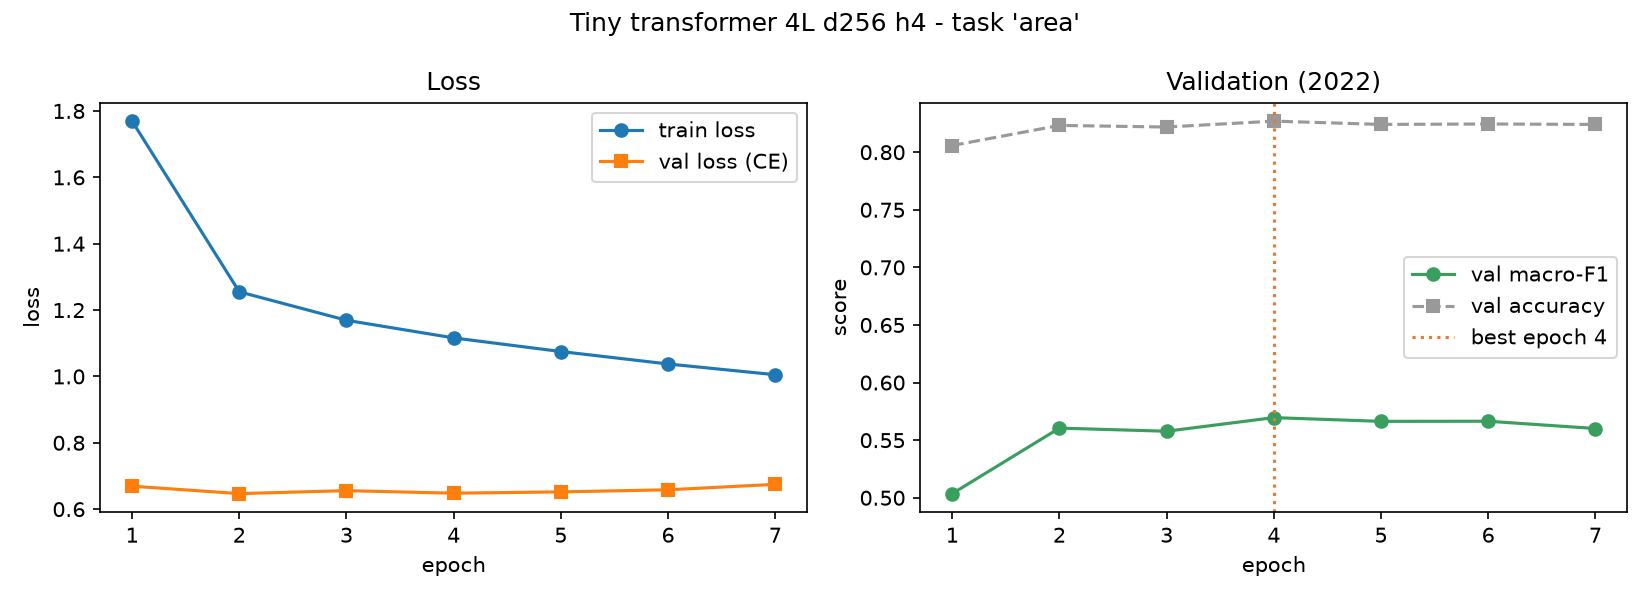 Tiny transformer 4L d256 h4 - task 'area'
Loss
1.8
1.6
1.4
1.2
1.0
0.8
0.6
loss
1 2 3 4 5 6 7
epoch
train loss
val loss (CE)
Validation (2022)
0.80
0.75
0.70
0.65
0.60
0.55
0.50
score
1 2 3 4 5 6 7
epoch
val macro-F1
val accuracy
best epoch 4